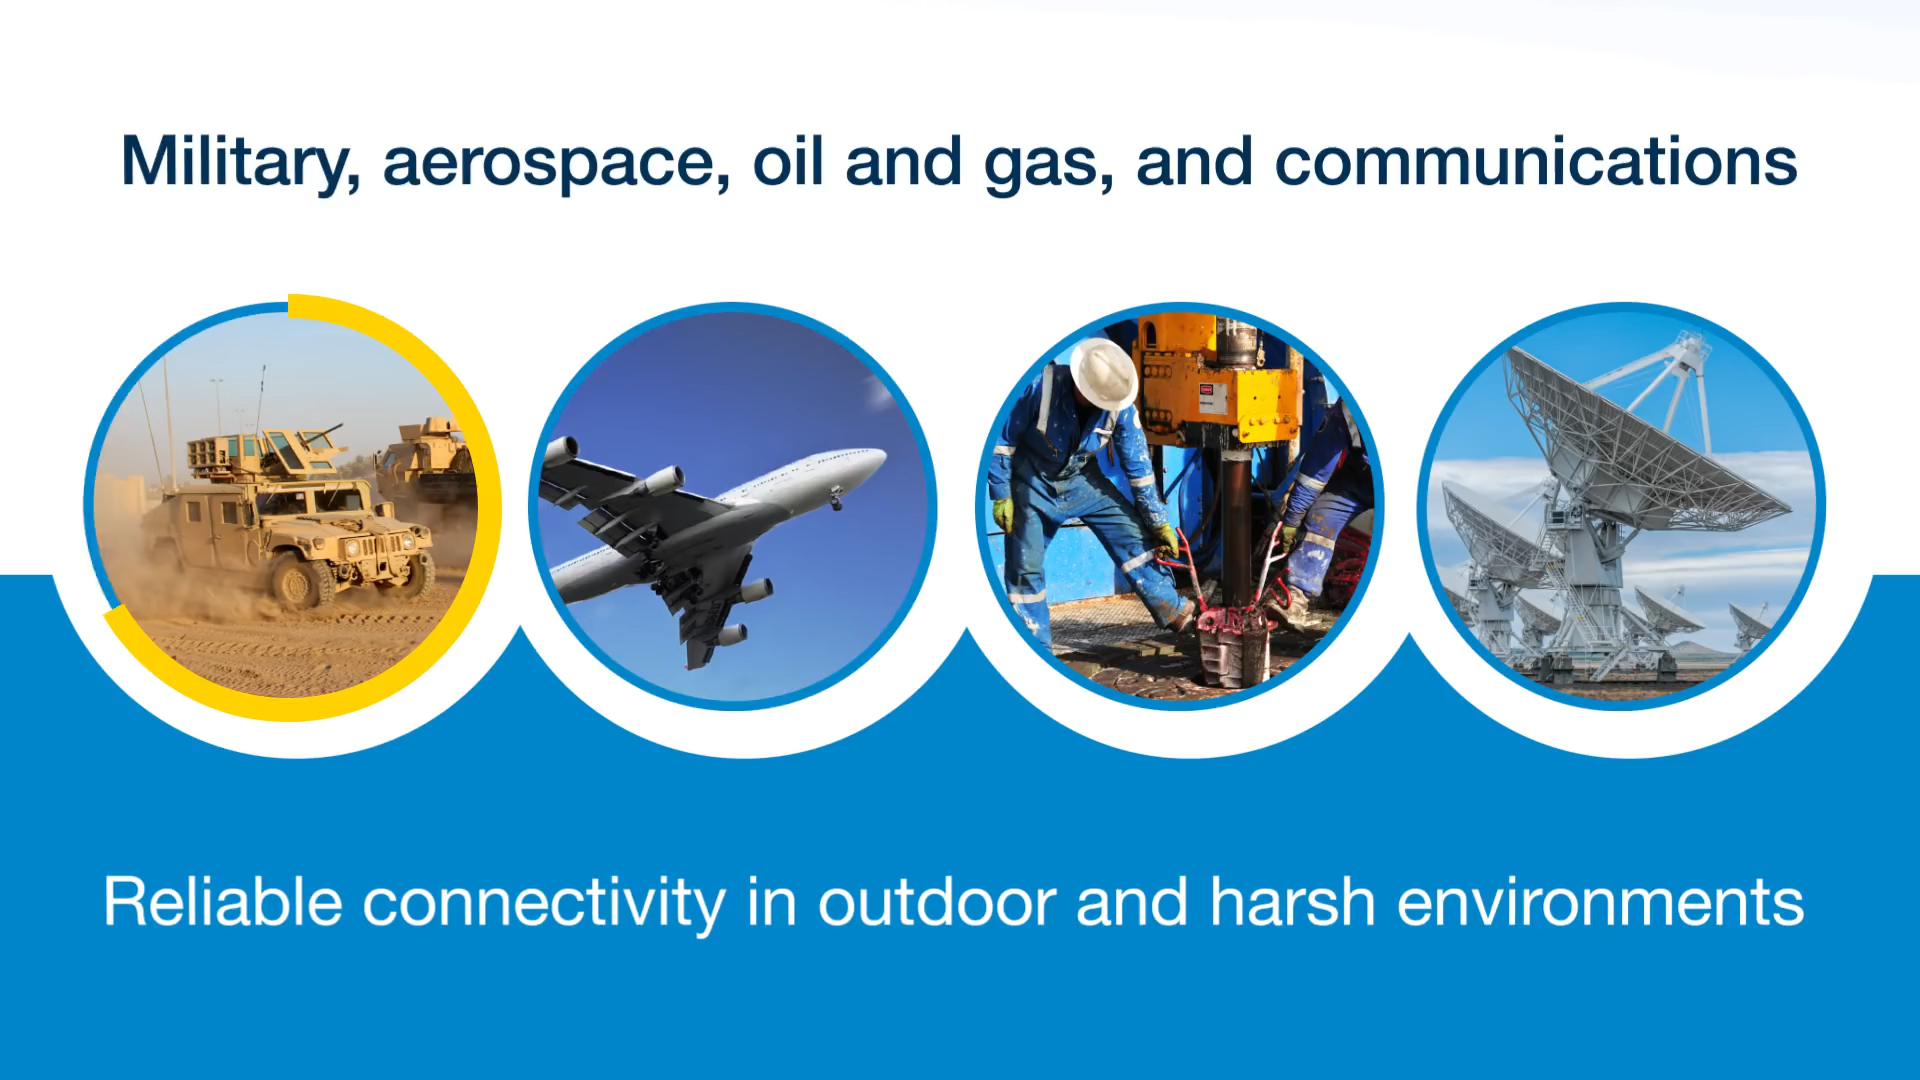 Military, aerospace, oil and gas, and communications
Reliable connectivity in outdoor and harsh environments